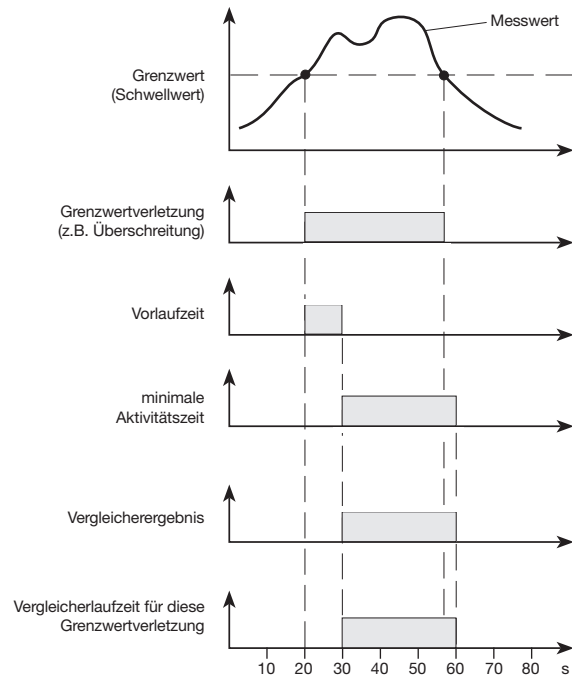 Messwert
Grenzwert
(Schwellwert)
Grenzwertverletzung
(z.B. Überschreitung)
Vorlaufzeit
minimale
Aktivitätszeit
Vergleicherergebnis
Vergleicherlaufzeit für diese
Grenzwertverletzung
10 20 30 40 50 60 70 80 s